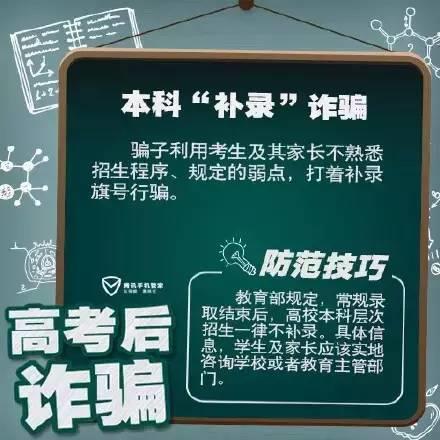 本科“补录”诈骗
骗子利用考生及其家长不熟悉
招生程序、规定的弱点，打着补录
旗号行骗。
防范技巧
腾讯手机管家
教育部规定，常规录
取结束后，高校本科层次
招生一律不补录。具体信
息，学生及家长应该实地
咨询学校或者教育主管部
门。
高考后
诈骗